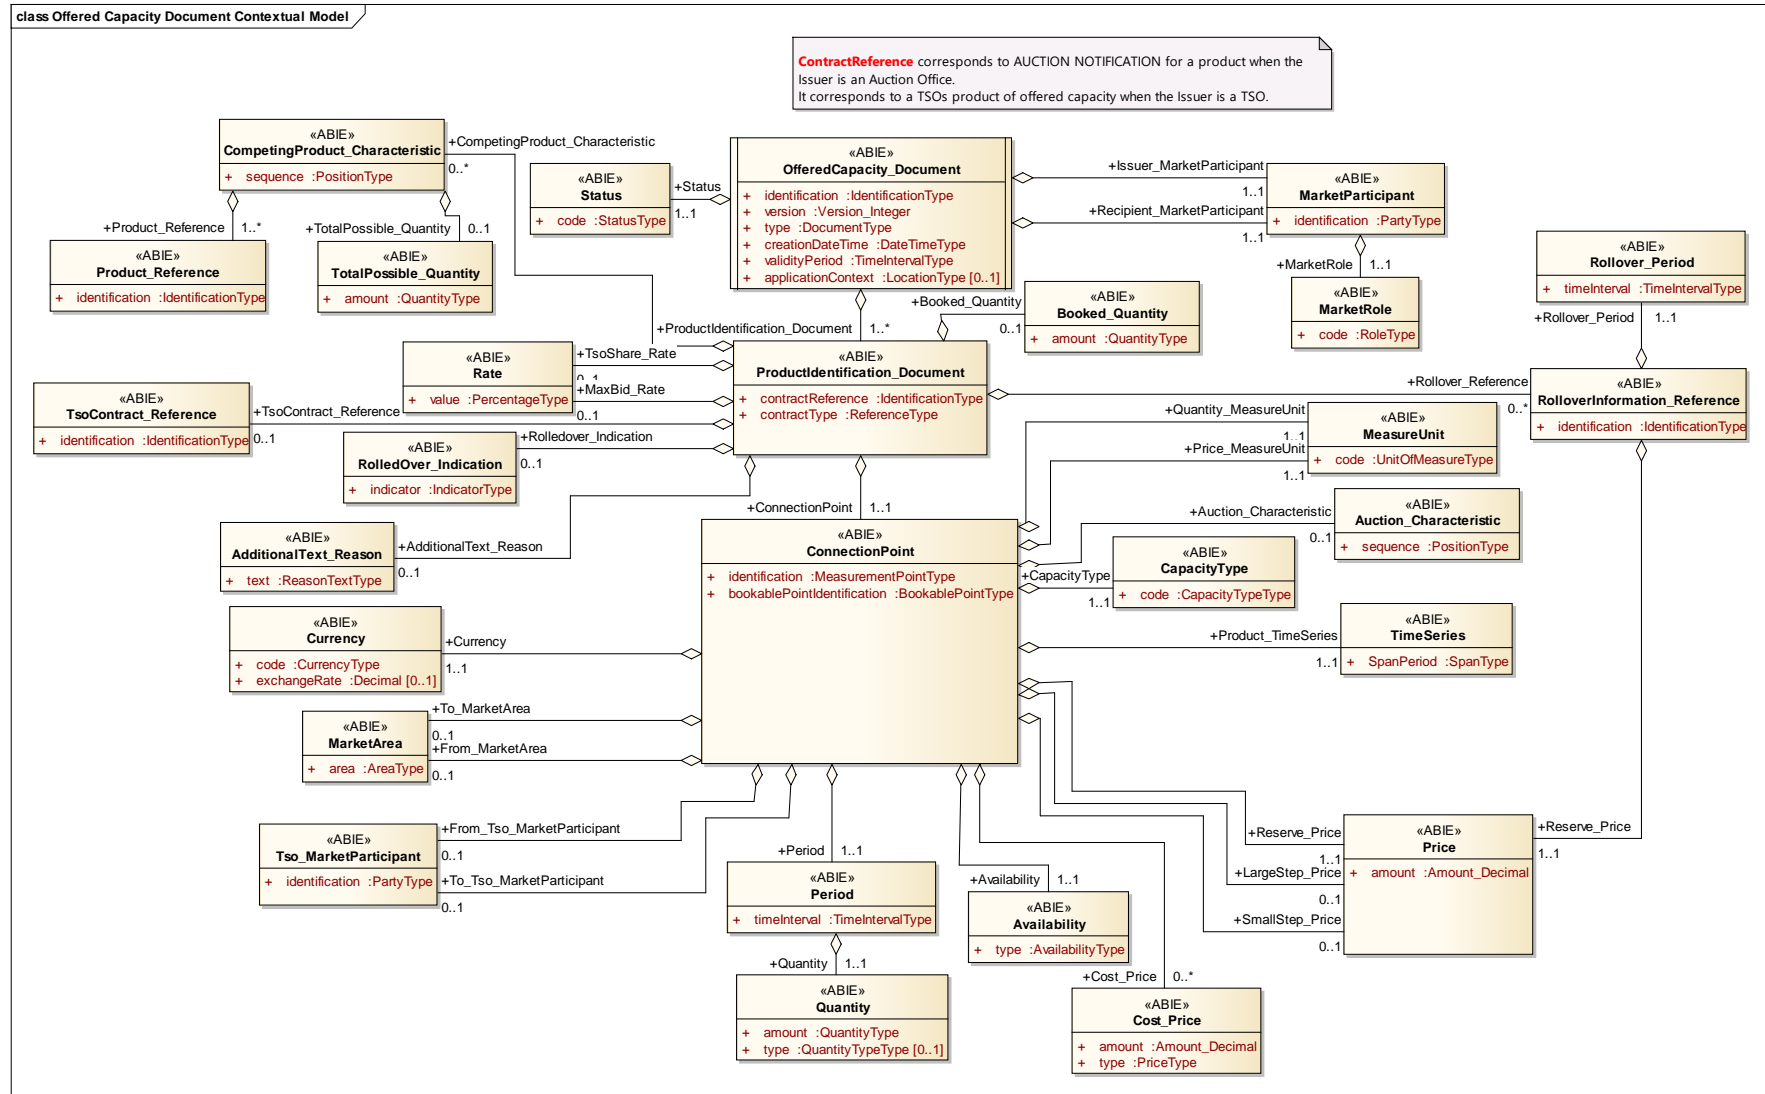 class Offered Capacity Document Contextual Model
ContractReference corresponds to AUCTION NOTIFICATION for a product when the
Issuer is an Auction Office.
It corresponds to a TSOs product of offered capacity when the Issuer is a TSO.
«ABIE»
CompetingProduct_Characteristic
+ sequence :PositionType
+CompetingProduct_Characteristic
0..*
«ABIE»
Status
+ code :StatusType
+Status
1..1
«ABIE»
OfferedCapacity_Document
+ identification :IdentificationType
+ version :Version_Integer
+ type :DocumentType
+ creationDateTime :DateTimeType
+ validityPeriod :TimeIntervalType
+ applicationContext :LocationType [0..1]
+Issuer_MarketParticipant
1..1
+Recipient_MarketParticipant
1..1
«ABIE»
MarketParticipant
+ identification :PartyType
+MarketRole
1..1
«ABIE»
MarketRole
+ code :RoleType
+Product_Reference
1..*
«ABIE»
Product_Reference
+ identification :IdentificationType
+TotalPossible_Quantity
0..1
«ABIE»
TotalPossible_Quantity
+ amount :QuantityType
«ABIE»
Rollover_Period
+ timeInterval :TimeIntervalType
+Rollover_Period
1..1
+Booked_Quantity
0..1
«ABIE»
Booked_Quantity
+ amount :QuantityType
+ProductIdentification_Document
1..*
«ABIE»
ProductIdentification_Document
+ contractReference :IdentificationType
+ contractType :ReferenceType
«ABIE»
Rate
+ value :PercentageType
+TsoShare_Rate
0..1
+MaxBid_Rate
0..1
«ABIE»
TsoContract_Reference
+ identification :IdentificationType
+TsoContract_Reference
0..1
«ABIE»
RolledOver_Indication
+ indicator :IndicatorType
+Rolledover_Indication
0..1
+Rollover_Reference
0..*
«ABIE»
RolloverInformation_Reference
+ identification :IdentificationType
+Quantity_MeasureUnit
1..1
+Price_MeasureUnit
1..1
«ABIE»
MeasureUnit
+ code :UnitOfMeasureType
+ConnectionPoint
1..1
«ABIE»
ConnectionPoint
+ identification :MeasurementPointType
+ bookablePointIdentification :BookablePointType
«ABIE»
AdditionalText_Reason
+ text :ReasonTextType
+AdditionalText_Reason
0..1
+Auction_Characteristic
0..1
«ABIE»
Auction_Characteristic
+ sequence :PositionType
+CapacityType
1..1
«ABIE»
CapacityType
+ code :CapacityTypeType
«ABIE»
Currency
+ code :CurrencyType
+ exchangeRate :Decimal [0..1]
+Currency
1..1
+Product_TimeSeries
1..1
«ABIE»
TimeSeries
+ SpanPeriod :SpanType
«ABIE»
MarketArea
+ area :AreaType
+To_MarketArea
0..1
+From_MarketArea
0..1
«ABIE»
Tso_MarketParticipant
+ identification :PartyType
+From_Tso_MarketParticipant
0..1
+To_Tso_MarketParticipant
0..1
+Period
1..1
«ABIE»
Period
+ timeInterval :TimeIntervalType
+Quantity
1..1
«ABIE»
Quantity
+ amount :QuantityType
+ type :QuantityTypeType [0..1]
+Availability
1..1
«ABIE»
Availability
+ type :AvailabilityType
+Cost_Price
0..*
«ABIE»
Cost_Price
+ amount :Amount_Decimal
+ type :PriceType
+Reserve_Price
1..1
+LargeStep_Price
0..1
+SmallStep_Price
0..1
«ABIE»
Price
+ amount :Amount_Decimal
+Reserve_Price
1..1